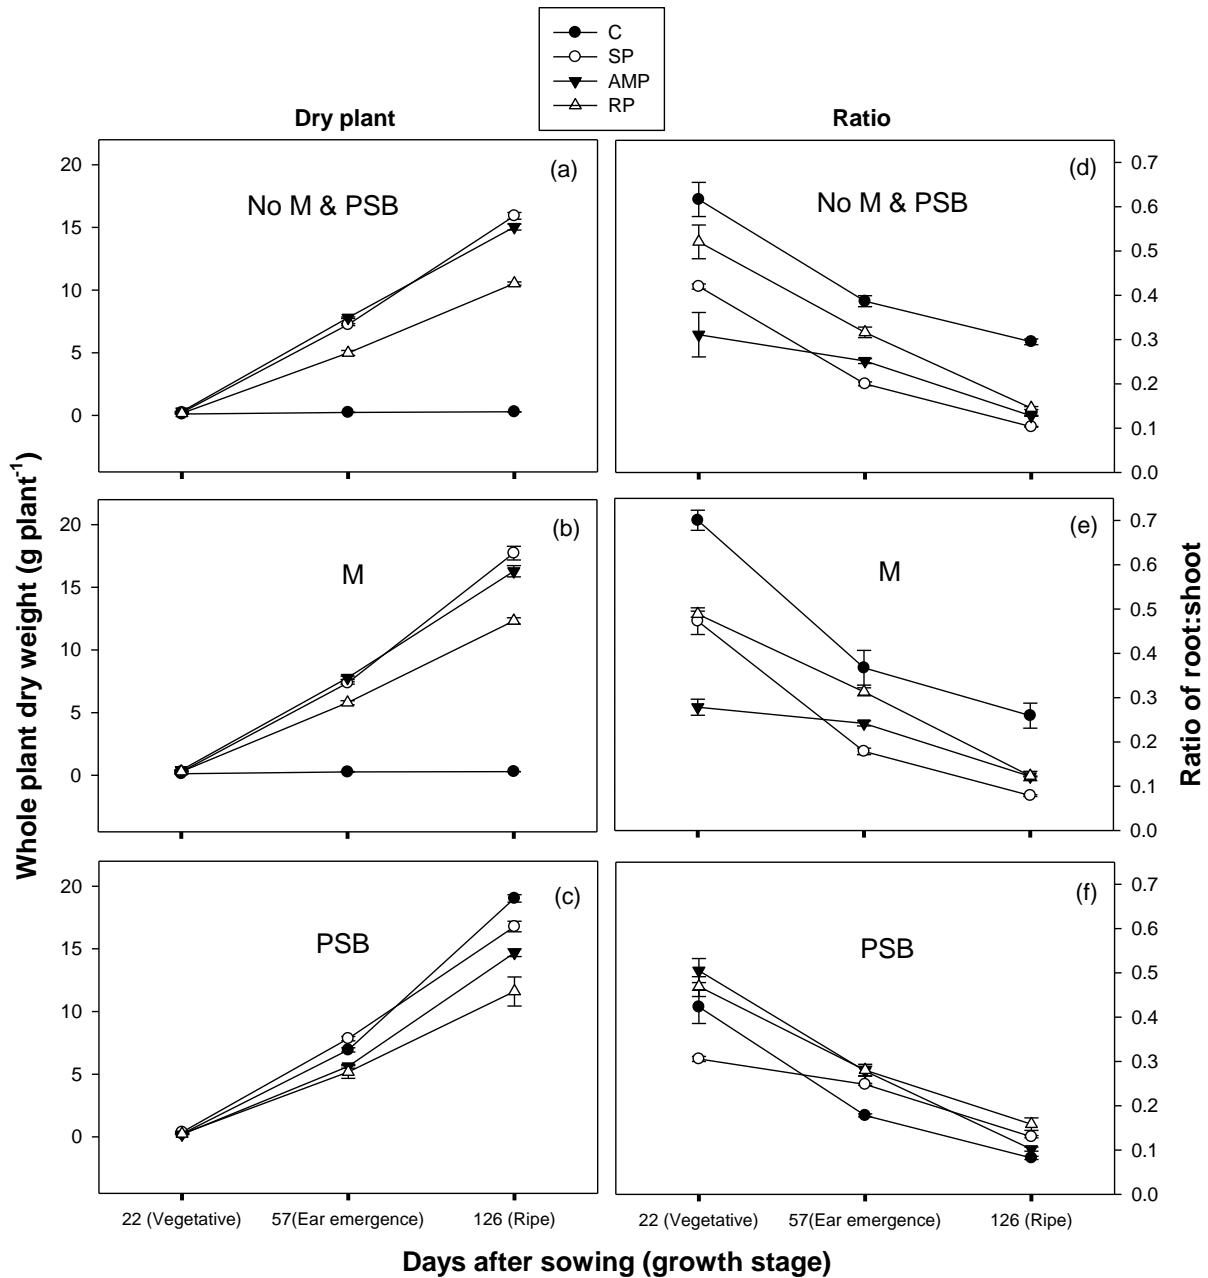 C
SP
AMP
RP
Dry plant
Ratio
20
15
10
5
0
(a)
No M & PSB
0.7
0.6
0.5
0.4
0.3
0.2
0.1
0.0
(d)
No M & PSB
20
15
10
5
0
(b)
M
0.7
0.6
0.5
0.4
0.3
0.2
0.1
0.0
(e)
M
20
15
10
5
0
(c)
PSB
0.7
0.6
0.5
0.4
0.3
0.2
0.1
0.0
(f)
PSB
22 (Vegetative) 57(Ear emergence) 126 (Ripe)
22 (Vegetative) 57(Ear emergence) 126 (Ripe)
Days after sowing (growth stage)
Whole plant dry weight (g plant⁻¹)
Ratio of root:shoot